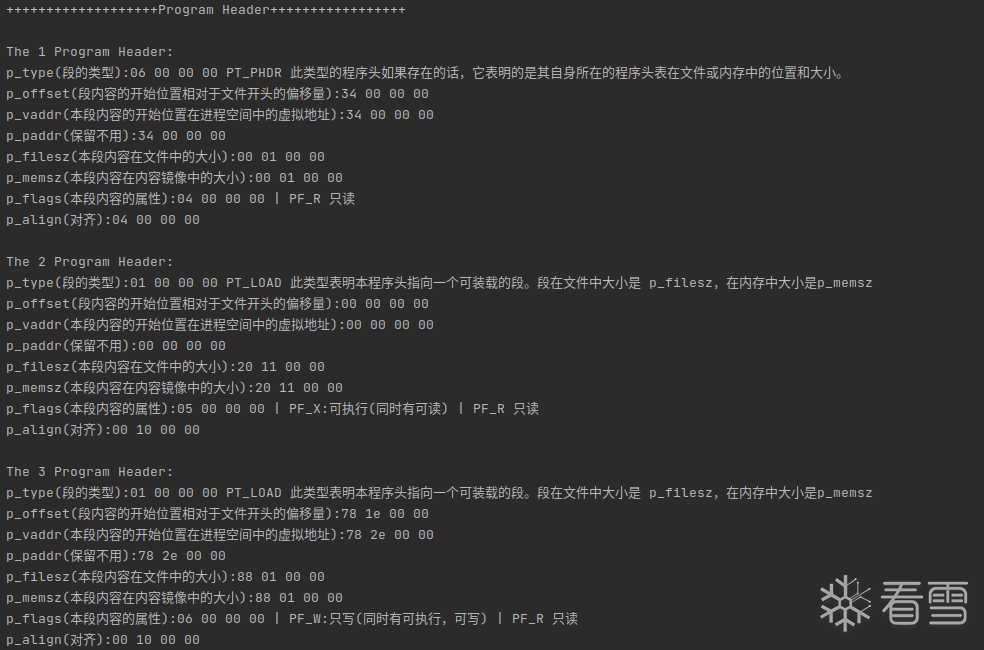 +++++++++++++++++++Program Header+++++++++++++++++
The 1 Program Header:
p_type(段的类型):06 00 00 00 PT_PHDR 此类型的程序头如果存在的话，它表明的是其自身所在的程序头表在文件或内存中的位置和大小。
p_offset(段内容的开始位置相对于文件开头的偏移量):34 00 00 00
p_vaddr(本段内容的开始位置在进程空间中的虚拟地址):34 00 00 00
p_paddr(保留不用):34 00 00 00
p_filesz(本段内容在文件中的大小):00 01 00 00
p_memsz(本段内容在内容镜像中的大小):00 01 00 00
p_flags(本段内容的属性):04 00 00 00 | PF_R 只读
p_align(对齐):04 00 00 00
The 2 Program Header:
p_type(段的类型):01 00 00 00 PT_LOAD 此类型表明本程序头指向一个可装载的段。段在文件中大小是 p_filesz，在内存中大小是p_memsz
p_offset(段内容的开始位置相对于文件开头的偏移量):00 00 00 00
p_vaddr(本段内容的开始位置在进程空间中的虚拟地址):00 00 00 00
p_paddr(保留不用):00 00 00 00
p_filesz(本段内容在文件中的大小):20 11 00 00
p_memsz(本段内容在内容镜像中的大小):20 11 00 00
p_flags(本段内容的属性):05 00 00 00 | PF_X:可执行(同时有可读) | PF_R 只读
p_align(对齐):00 10 00 00
The 3 Program Header:
p_type(段的类型):01 00 00 00 PT_LOAD 此类型表明本程序头指向一个可装载的段。段在文件中大小是 p_filesz，在内存中大小是p_memsz
p_offset(段内容的开始位置相对于文件开头的偏移量):78 1e 00 00
p_vaddr(本段内容的开始位置在进程空间中的虚拟地址):78 2e 00 00
p_paddr(保留不用):78 2e 00 00
p_filesz(本段内容在文件中的大小):88 01 00 00
p_memsz(本段内容在内容镜像中的大小):88 01 00 00
p_flags(本段内容的属性):06 00 00 00 | PF_W:只写(同时有可执行，可写) | PF_R 只读
p_align(对齐):00 10 00 00
看雪